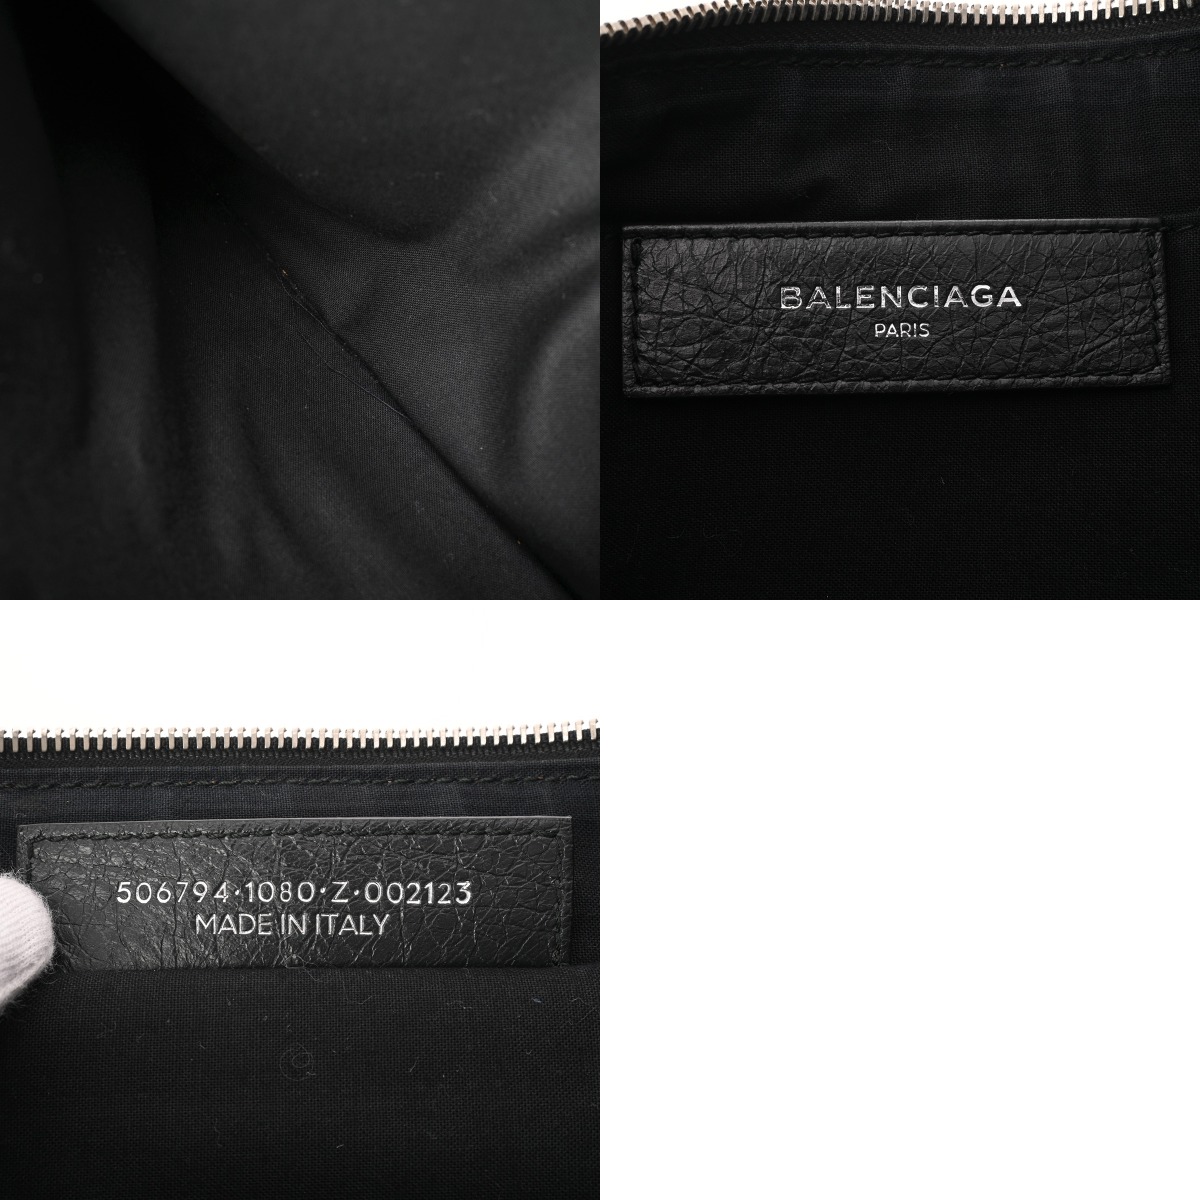 BALENCIAGA
PARIS
506794·1080·Z·002123
MADE IN ITALY